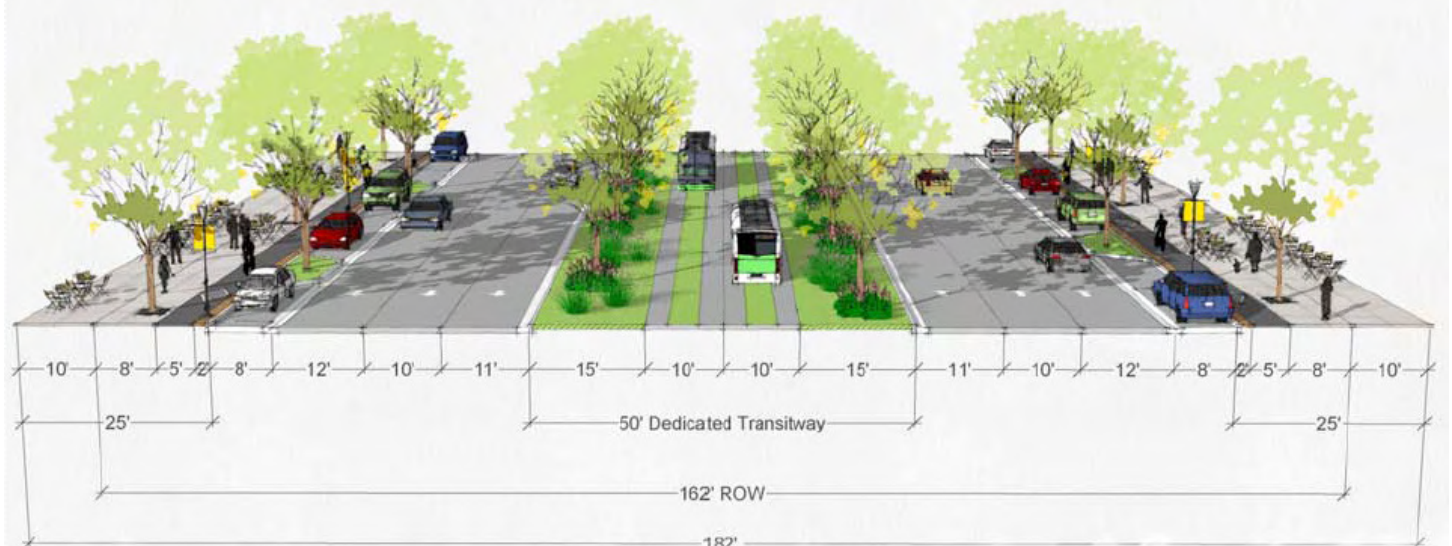 10' 8' 5' 2' 8' 12' 10' 11' 15' 10' 10' 15' 11' 10' 12' 8' 2' 5' 8' 10'
25' 50' Dedicated Transitway 25'
162' ROW
182'